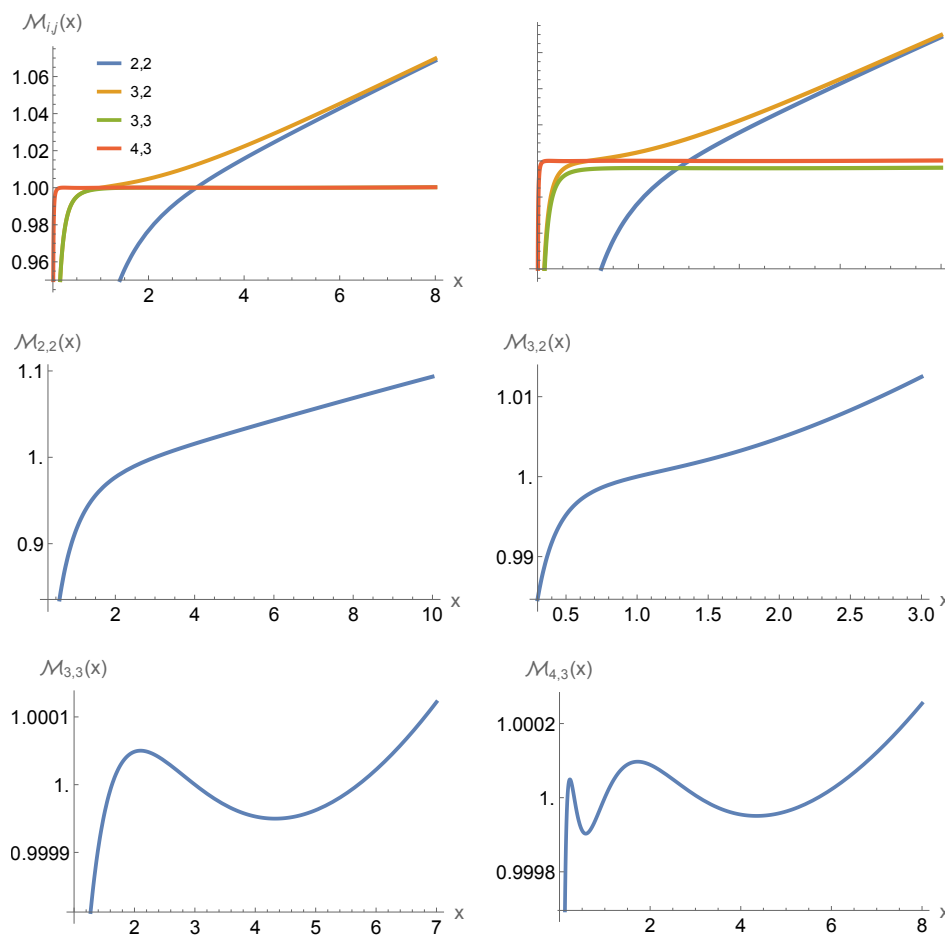 ℳi,j(x)
2,2
3,2
3,3
4,3
1.06
1.04
1.02
1.00
0.98
0.96
2 4 6 8 x
ℳ2,2(x)
1.1
1.
0.9
2 4 6 8 10 x
ℳ3,2(x)
1.01
1.
0.99
0.5 1.0 1.5 2.0 2.5 3.0 x
ℳ3,3(x)
1.0001
1.
0.9999
2 3 4 5 6 7 x
ℳ4,3(x)
1.0002
1.
0.9998
2 4 6 8 x